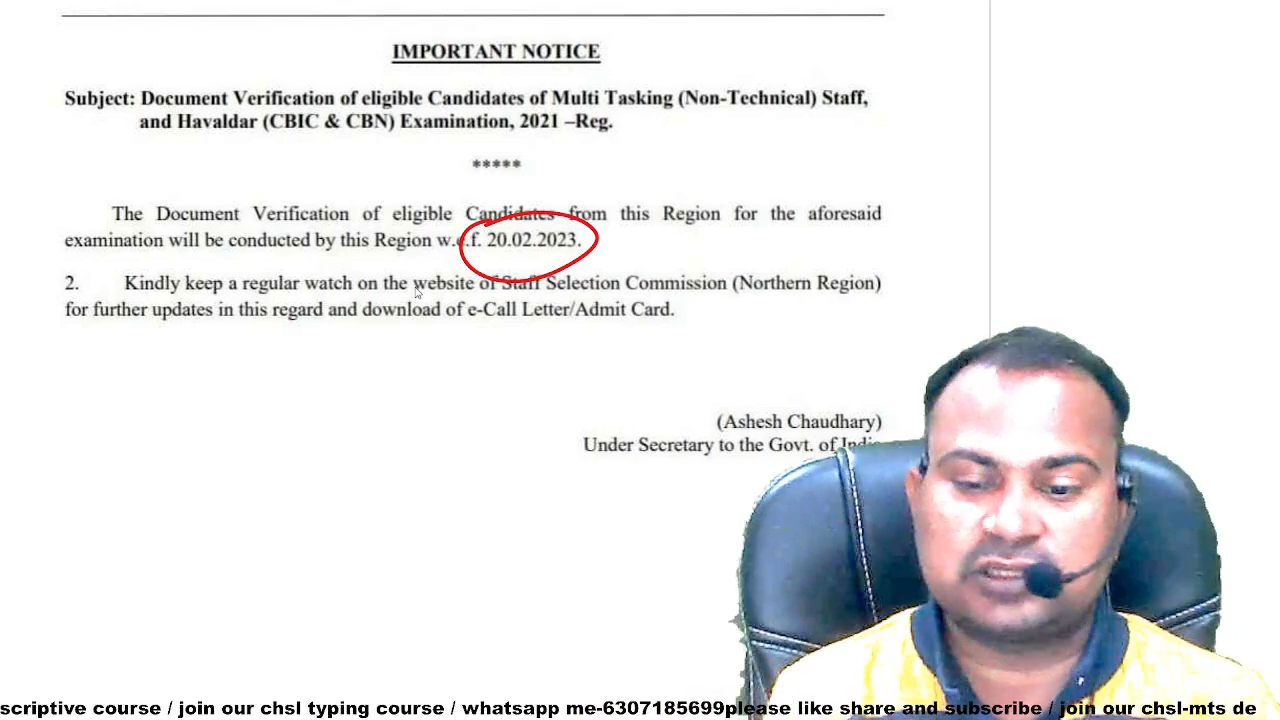 IMPORTANT NOTICE
Subject: Document Verification of eligible Candidates of Multi Tasking (Non-Technical) Staff,
and Havaldar (CBIC & CBN) Examination, 2021 –Reg.
*****
The Document Verification of eligible Candidates from this Region for the aforesaid
examination will be conducted by this Region w.e.f. 20.02.2023.
2. Kindly keep a regular watch on the website of Staff Selection Commission (Northern Region)
for further updates in this regard and download of e-Call Letter/Admit Card.
(Ashesh Chaudhary)
Under Secretary to the Govt. of India
scriptive course / join our chsl typing course / whatsapp me-6307185699please like share and subscribe / join our chsl-mts de